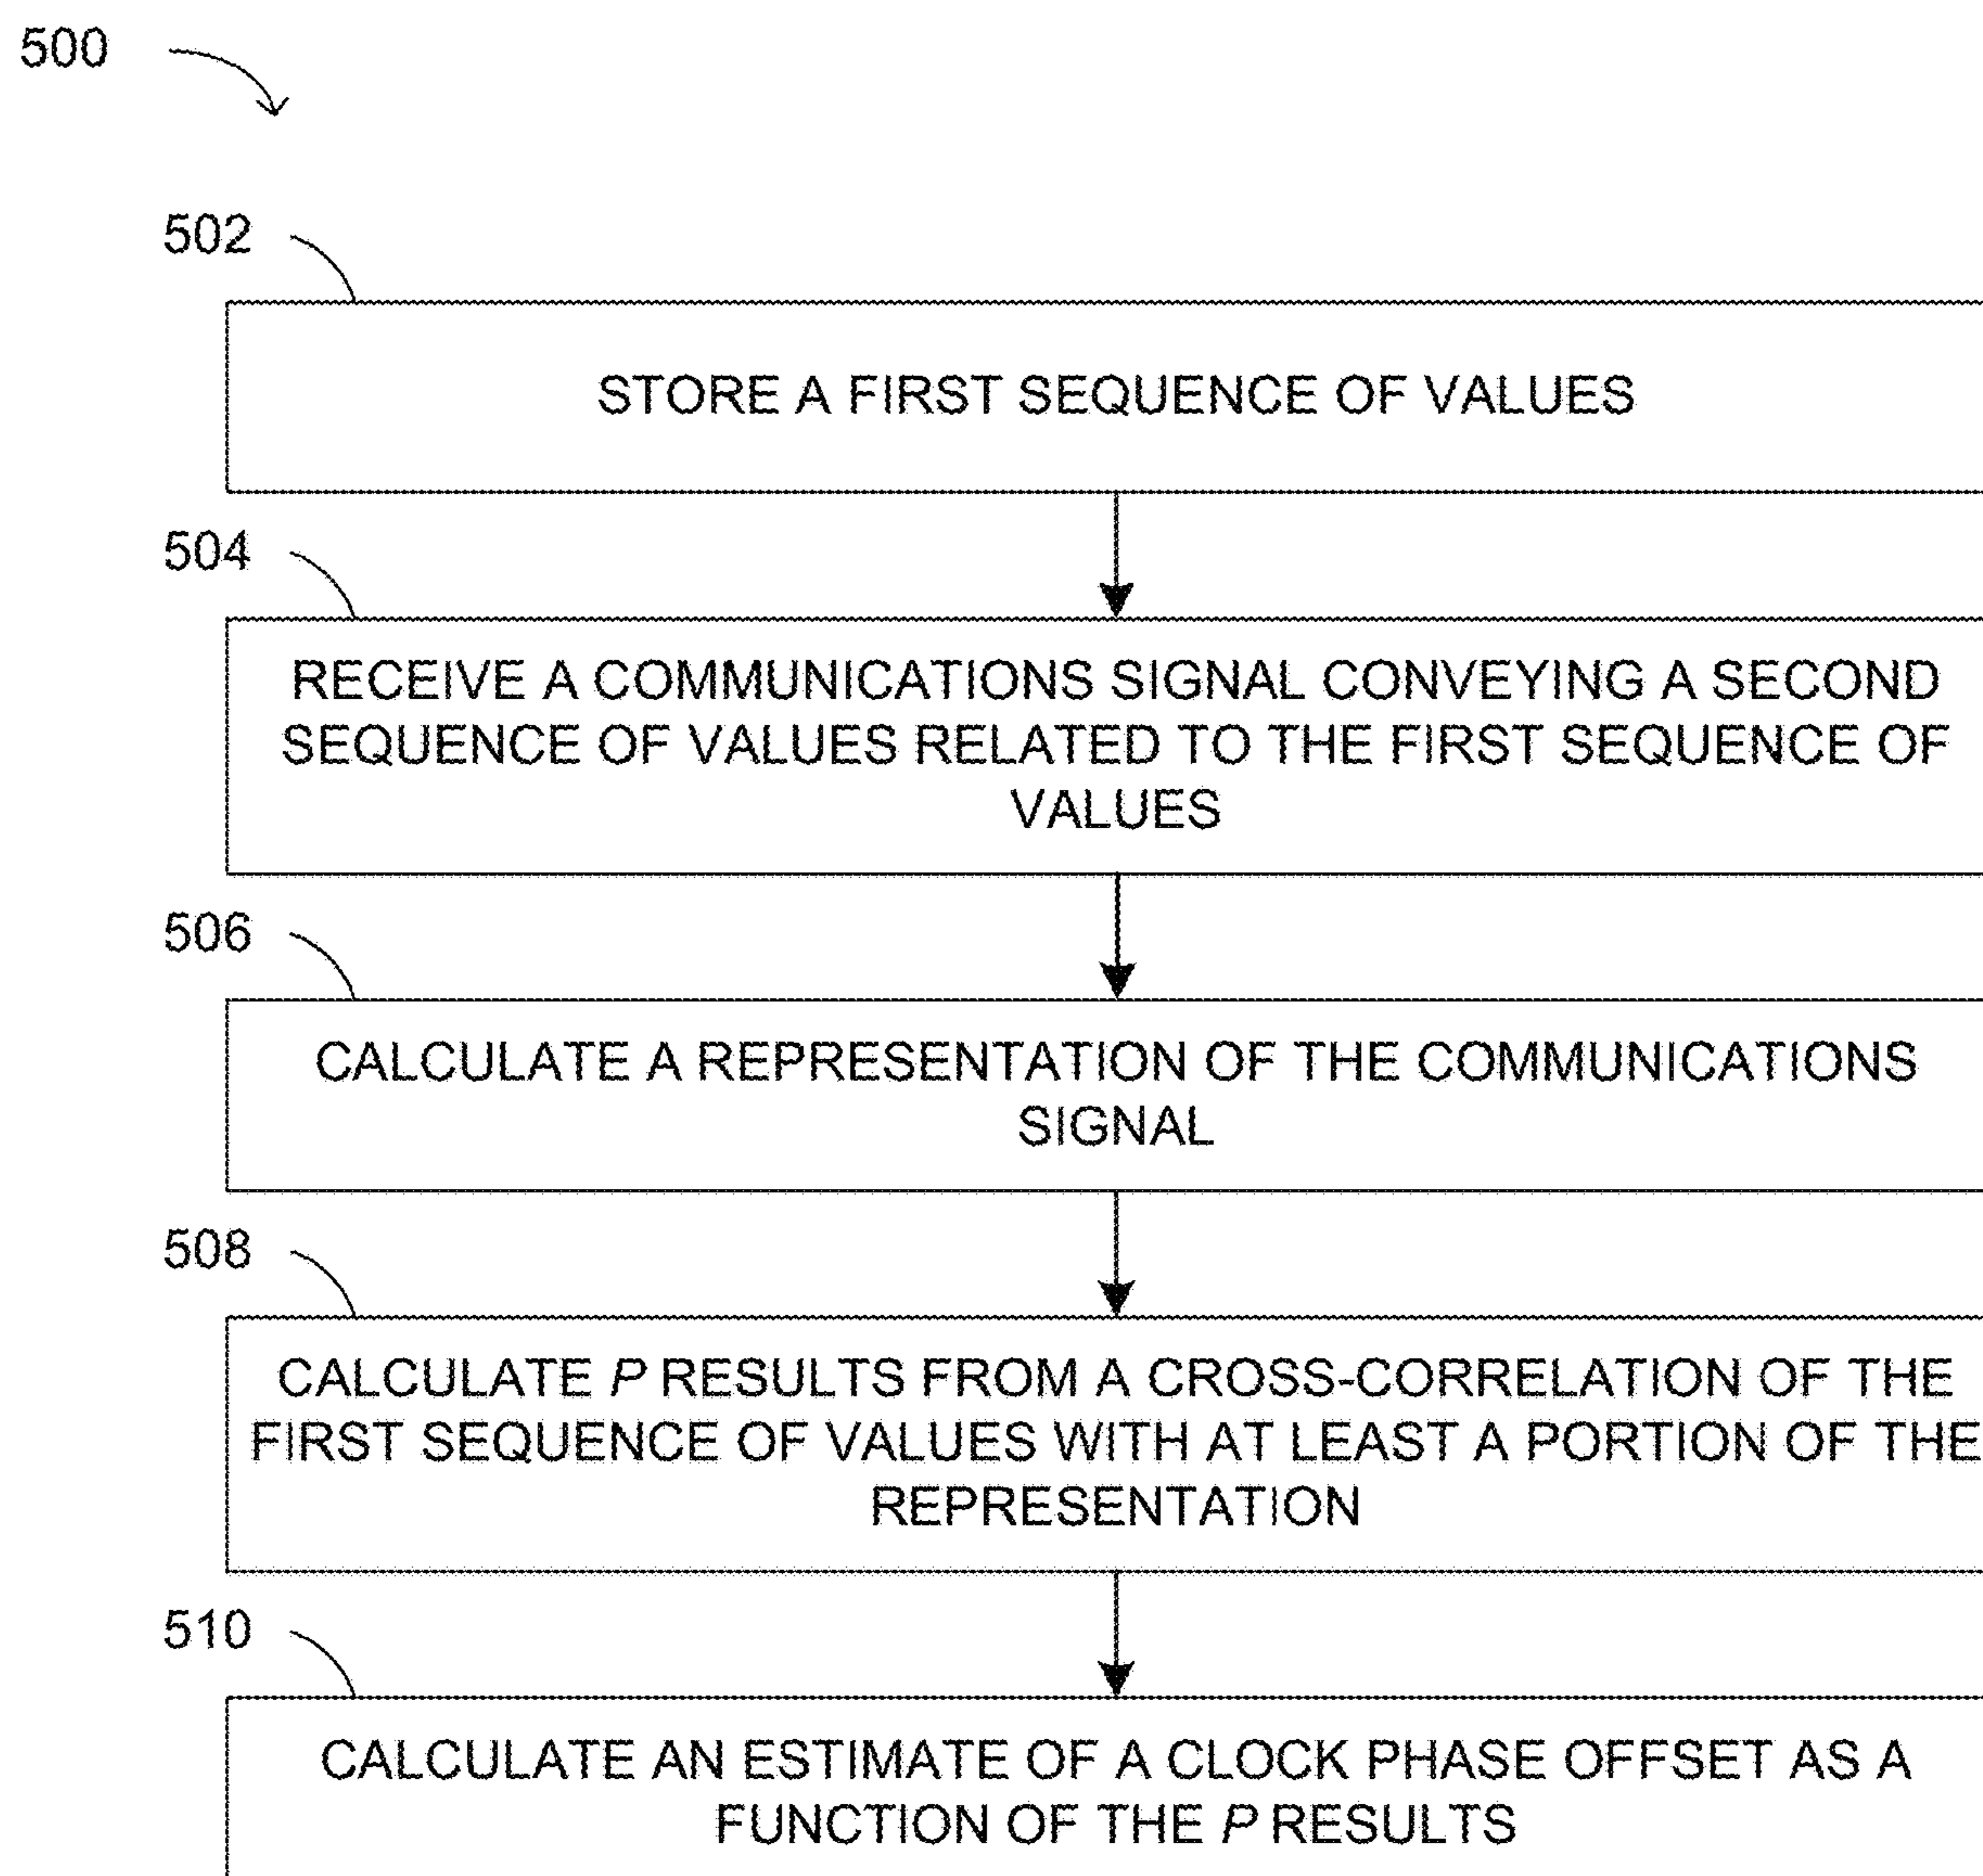 500
502
STORE A FIRST SEQUENCE OF VALUES
504
RECEIVE A COMMUNICATIONS SIGNAL CONVEYING A SECOND
SEQUENCE OF VALUES RELATED TO THE FIRST SEQUENCE OF
VALUES
506
CALCULATE A REPRESENTATION OF THE COMMUNICATIONS
SIGNAL
508
CALCULATE P RESULTS FROM A CROSS-CORRELATION OF THE
FIRST SEQUENCE OF VALUES WITH AT LEAST A PORTION OF THE
REPRESENTATION
510
CALCULATE AN ESTIMATE OF A CLOCK PHASE OFFSET AS A
FUNCTION OF THE P RESULTS